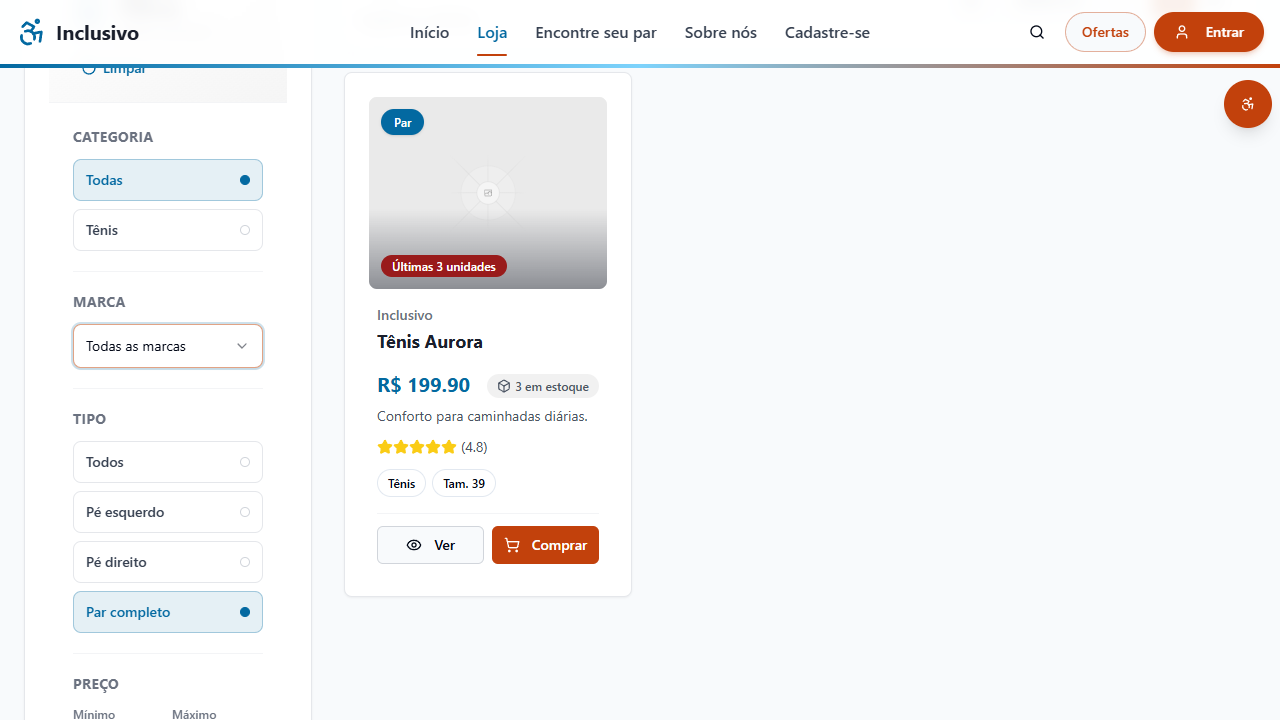 Inclusivo
Início
Loja
Encontre seu par
Sobre nós
Cadastre-se
Ofertas
Entrar
Limpar
CATEGORIA
Todas
Tênis
MARCA
Todas as marcas
TIPO
Todos
Pé esquerdo
Pé direito
Par completo
PREÇO
Mínimo
Máximo
Par
Últimas 3 unidades
Inclusivo
Tênis Aurora
R$ 199.90
3 em estoque
Conforto para caminhadas diárias.
(4.8)
Tênis
Tam. 39
Ver
Comprar